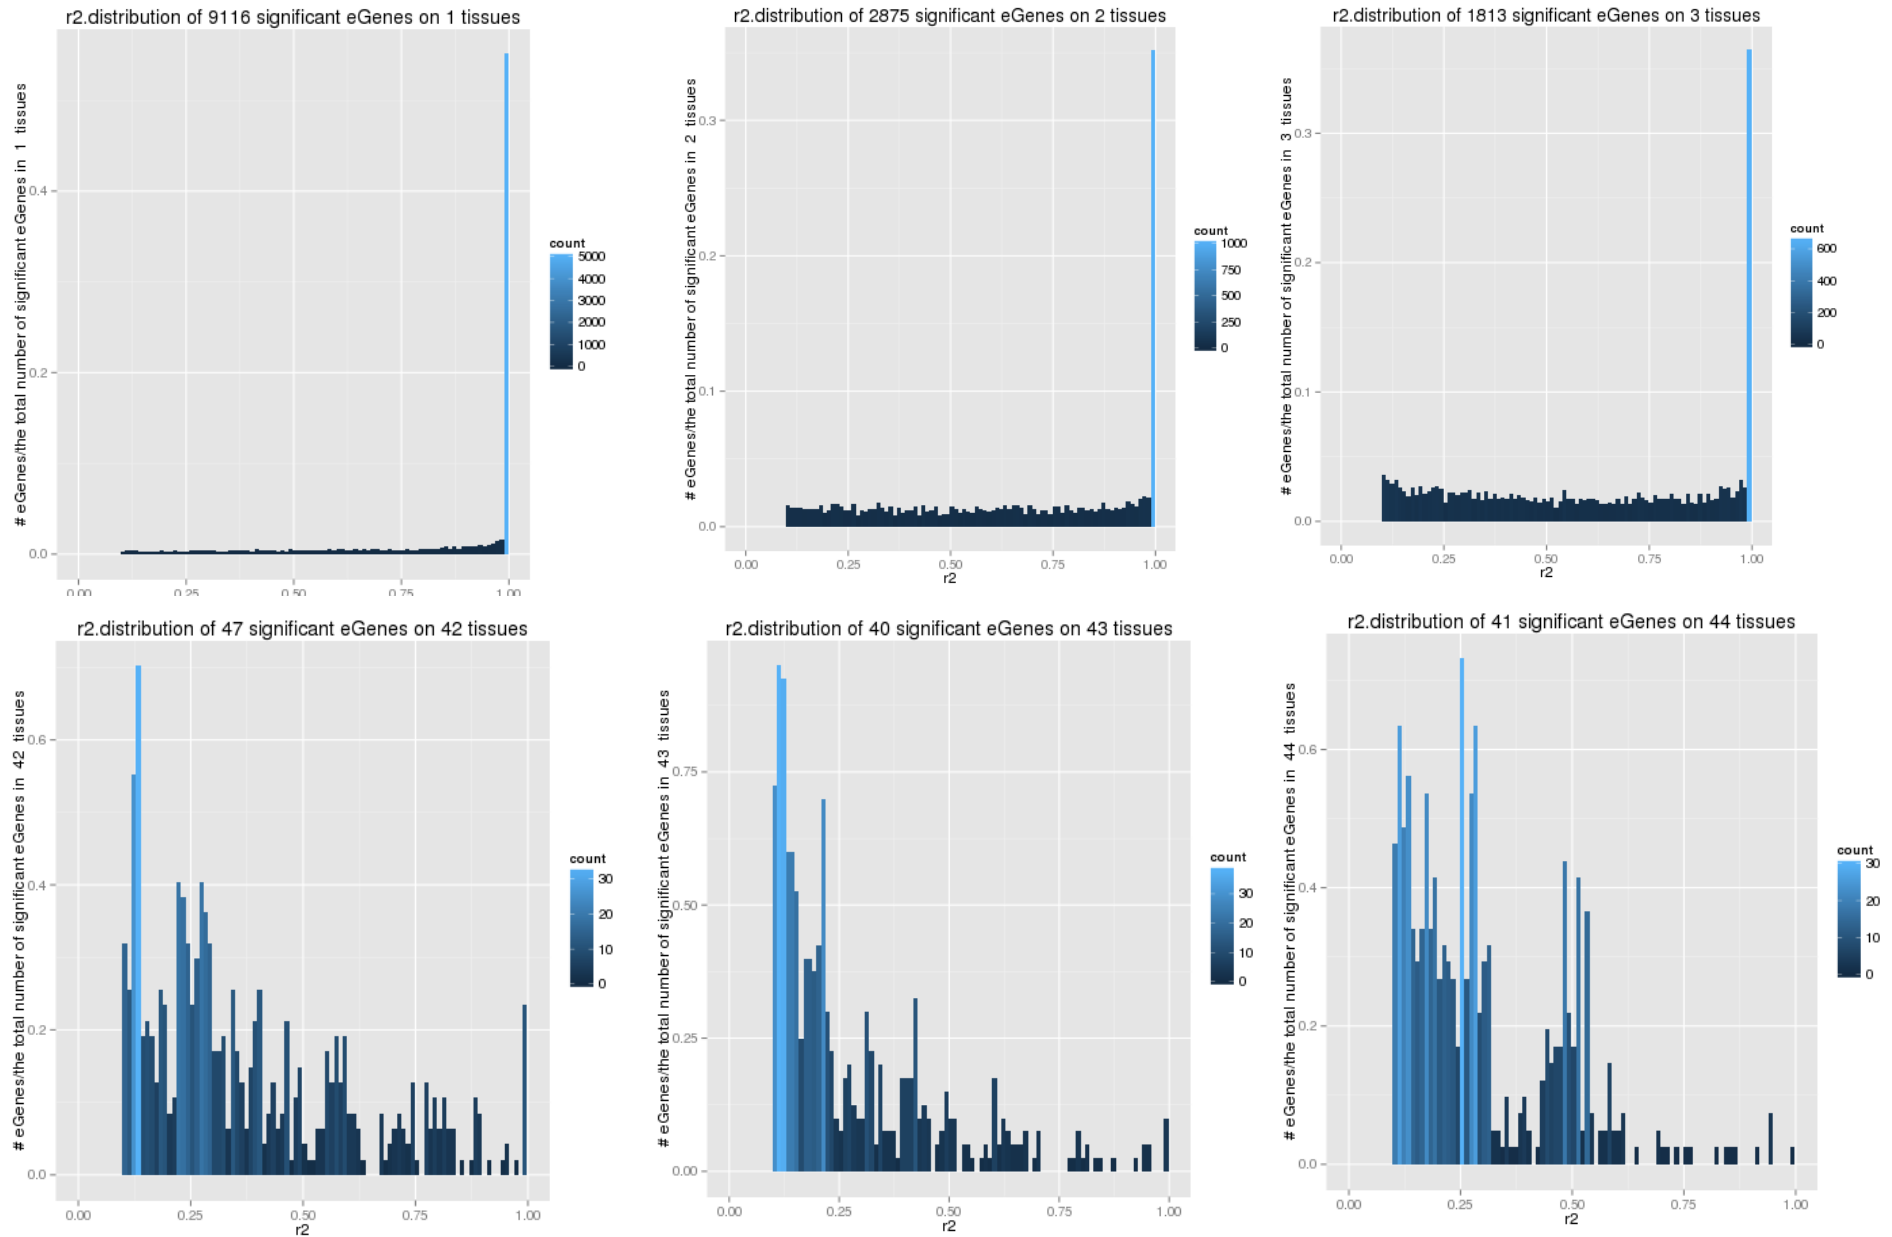 r2.distribution of 9116 significant eGenes on 1 tissues
# eGenes/the total number of significant eGenes in 1 tissues
0.4
0.2
0.0
0.00 0.25 0.50 0.75 1.00
count
5000
4000
3000
2000
1000
0
r2.distribution of 2875 significant eGenes on 2 tissues
# eGenes/the total number of significant eGenes in 2 tissues
0.3
0.2
0.1
0.0
0.00 0.25 0.50 0.75 1.00
r2
count
1000
750
500
250
0
r2.distribution of 1813 significant eGenes on 3 tissues
# eGenes/the total number of significant eGenes in 3 tissues
0.3
0.2
0.1
0.0
0.00 0.25 0.50 0.75 1.00
r2
count
600
400
200
0
r2.distribution of 47 significant eGenes on 42 tissues
# eGenes/the total number of significant eGenes in 42 tissues
0.6
0.4
0.2
0.0
0.00 0.25 0.50 0.75 1.00
r2
count
30
20
10
0
r2.distribution of 40 significant eGenes on 43 tissues
# eGenes/the total number of significant eGenes in 43 tissues
0.75
0.50
0.25
0.00
0.00 0.25 0.50 0.75 1.00
r2
count
30
20
10
0
r2.distribution of 41 significant eGenes on 44 tissues
# eGenes/the total number of significant eGenes in 44 tissues
0.6
0.4
0.2
0.0
0.00 0.25 0.50 0.75 1.00
r2
count
30
20
10
0